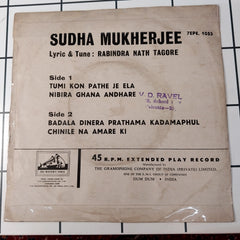 7EPE. 1053
SUDHA MUKHERJEE
Lyric & Tune : RABINDRA NATH TAGORE
Side 1
TUMI KON PATHE JE ELA
NIBIRA GHANA ANDHARE
V. D. RAVEL
Side 2
BADALA DINERA PRATHAMA KADAMAPHUL
CHINILE NA AMARE KI
45 R.P.M. EXTENDED PLAY RECORD
THE GRAMOPHONE COMPANY OF INDIA (PRIVATE) LIMITED,
DUM DUM • INDIA